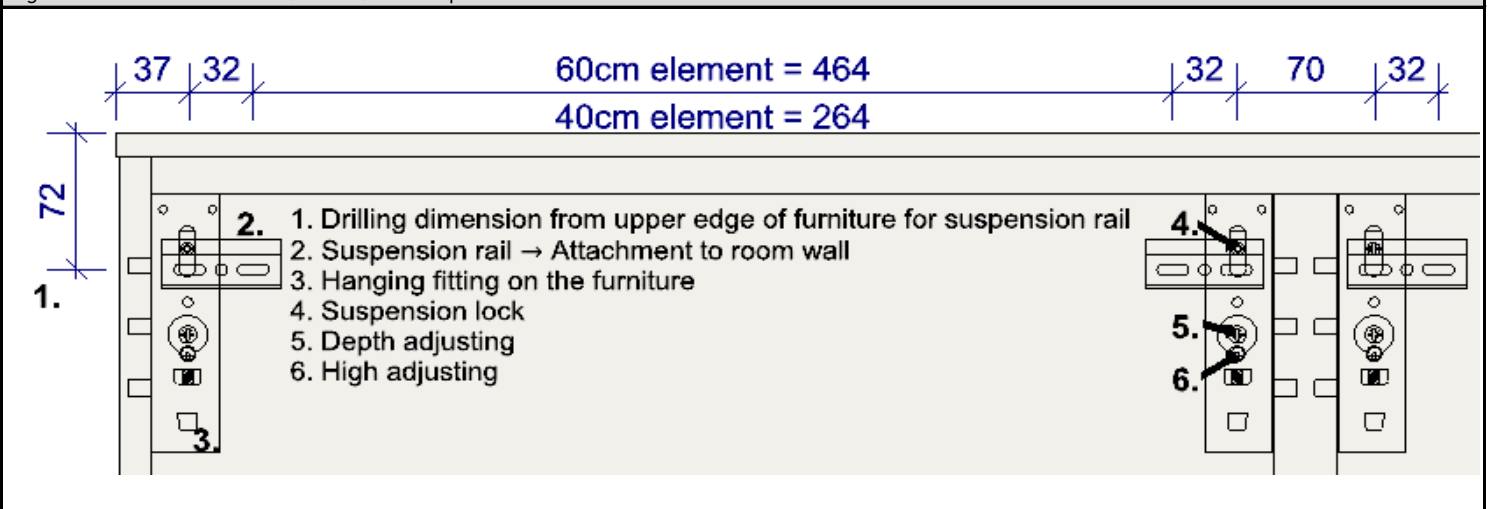 37 32 60cm element = 464 32 70 32
40cm element = 264
72
2. 1. Drilling dimension from upper edge of furniture for suspension rail 4.
2. Suspension rail → Attachment to room wall
1. 3. Hanging fitting on the furniture
4. Suspension lock
5. Depth adjusting 5.
6. High adjusting 6.
3.